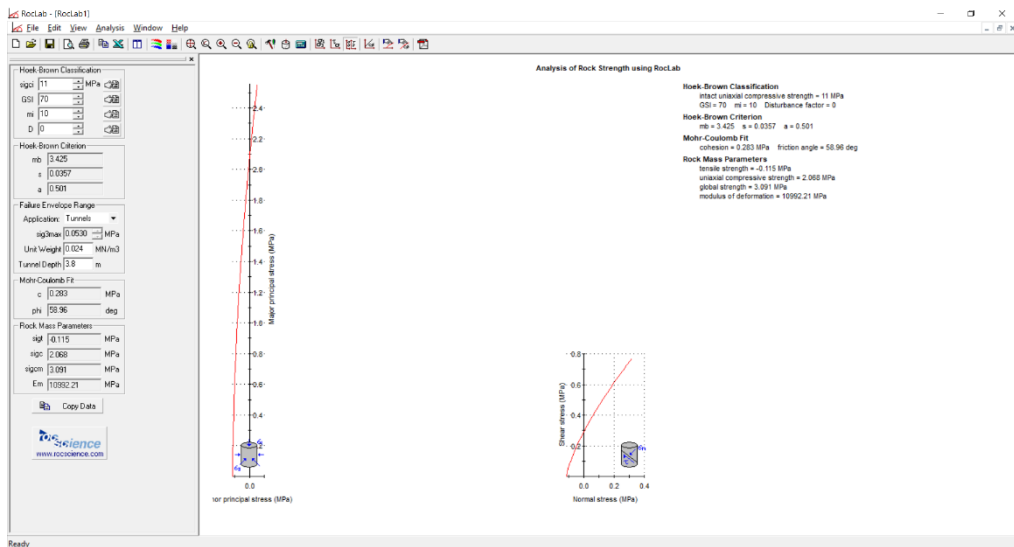 RocLab - [RocLab1]
File Edit View Analysis Window Help
Hoek-Brown Classification
sigci 11 MPa
GSI 70
mi 10
D 0
Hoek-Brown Criterion
mb 3.425
s 0.0357
a 0.501
Failure Envelope Range
Application: Tunnels
sig3max 0.0530 MPa
Unit Weight 0.024 MN/m3
Tunnel Depth 3.8 m
Mohr-Coulomb Fit
c 0.283 MPa
phi 58.96 deg
Rock Mass Parameters
sigt -0.115 MPa
sigc 2.068 MPa
sigcm 3.091 MPa
Em 10992.21 MPa
Copy Data
rocscience
www.rocscience.com
Analysis of Rock Strength using RocLab
Hoek-Brown Classification
intact uniaxial compressive strength = 11 MPa
GSI = 70 mi = 10 Disturbance factor = 0
Hoek-Brown Criterion
mb = 3.425 s = 0.0357 a = 0.501
Mohr-Coulomb Fit
cohesion = 0.283 MPa friction angle = 58.96 deg
Rock Mass Parameters
tensile strength = -0.115 MPa
uniaxial compressive strength = 2.068 MPa
global strength = 3.091 MPa
modulus of deformation = 10992.21 MPa
2.4
2.2
2.0
1.8
1.6
1.4
1.2
1.0
0.8
0.6
0.4
0.2
Major principal stress (MPa)
0.0
nor principal stress (MPa)
0.8
0.6
0.4
0.2
Shear stress (MPa)
0.0 0.2 0.4
Normal stress (MPa)
Ready